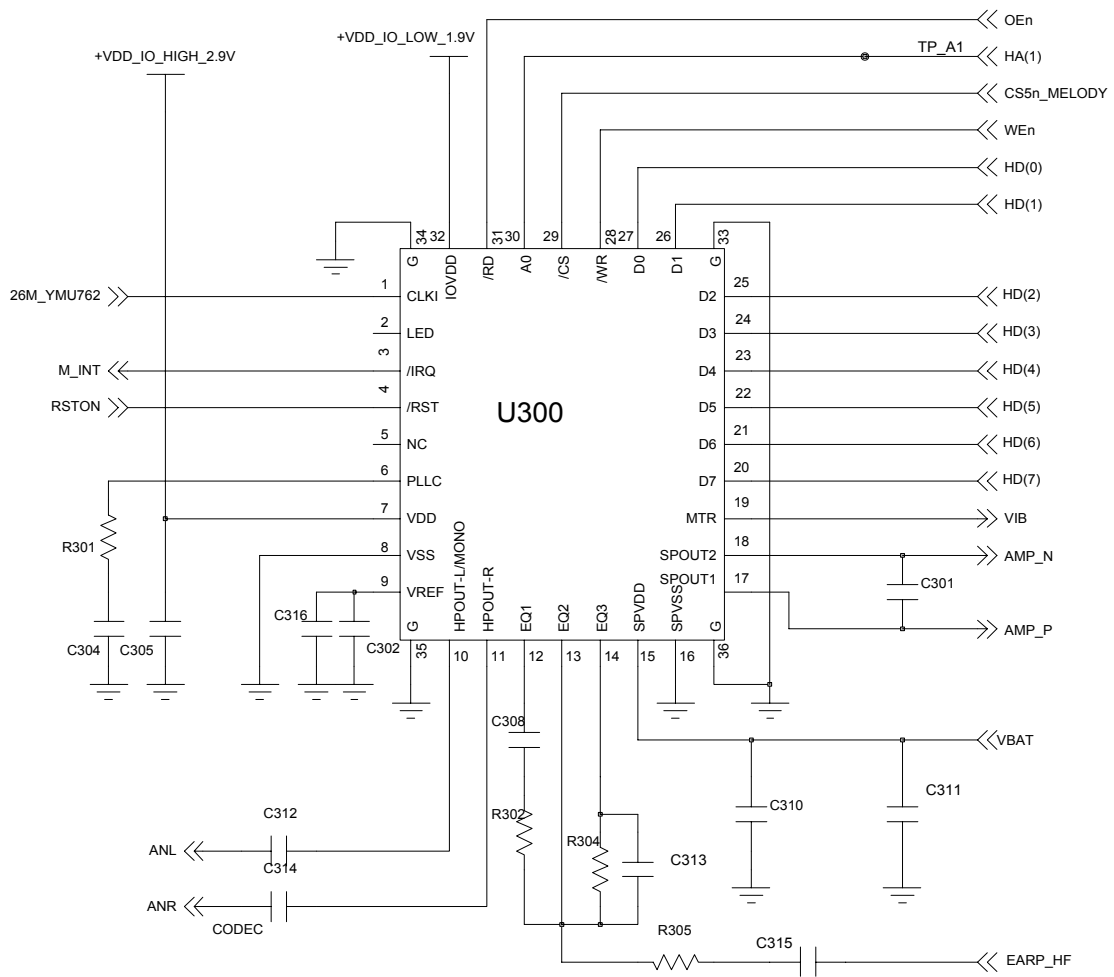 OEn
+VDD_IO_LOW_1.9V
TP_A1
HA(1)
+VDD_IO_HIGH_2.9V
CS5n_MELODY
WEn
HD(0)
HD(1)
34
32
31
30
29
28
27
26
33
G
IOVDD
/RD
A0
/CS
/WR
D0
D1
G
26M_YMU762
1
CLKI
D2
25
HD(2)
2
LED
D3
24
HD(3)
M_INT
3
/IRQ
D4
23
HD(4)
RSTON
4
/RST
U300
D5
22
HD(5)
5
NC
D6
21
HD(6)
6
PLLC
D7
20
HD(7)
7
VDD
MTR
19
VIB
R301
8
VSS
SPOUT2
18
AMP_N
9
VREF
SPOUT1
17
C301
C316
C304
C305
C302
G
HPOUT-L/MONO
HPOUT-R
EQ1
EQ2
EQ3
SPVDD
SPVSS
G
AMP_P
35
10
11
12
13
14
15
16
36
C308
VBAT
C310
C311
R302
R304
C313
C312
ANL
C314
ANR
CODEC
R305
C315
EARP_HF